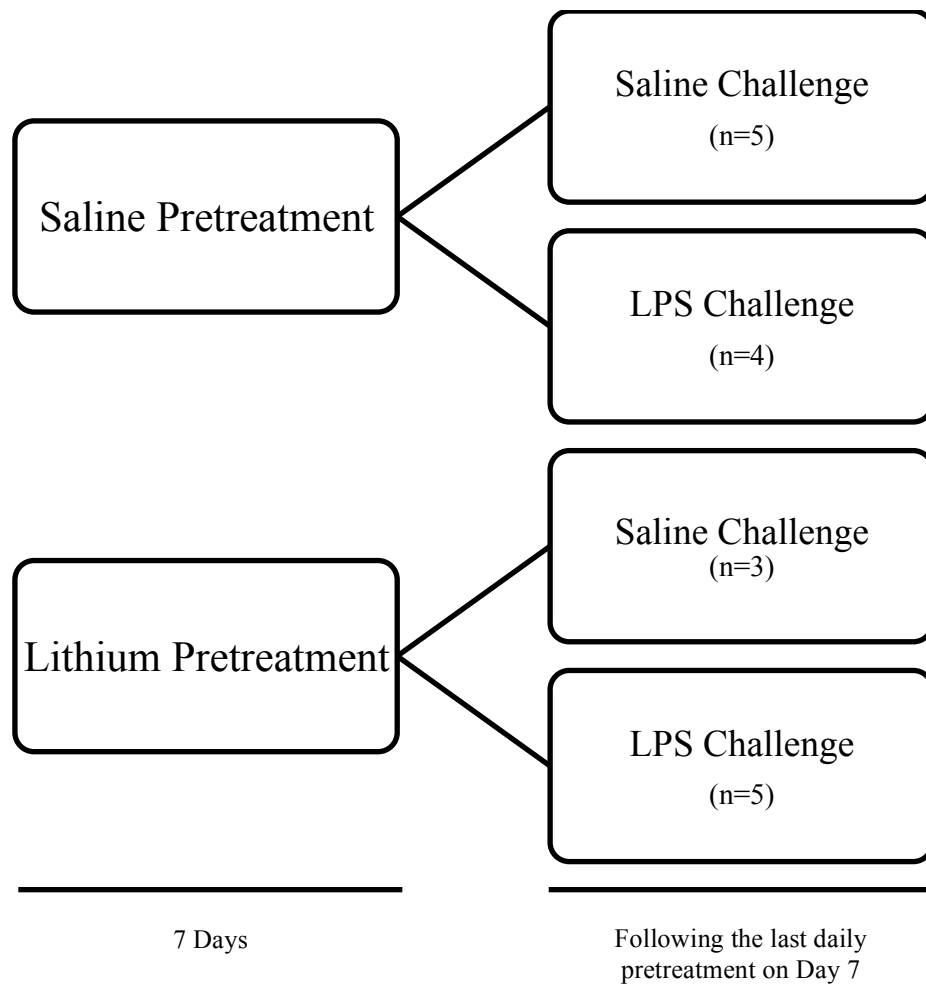 Saline Pretreatment
Saline Challenge
(n=5)
LPS Challenge
(n=4)
Lithium Pretreatment
Saline Challenge
(n=3)
LPS Challenge
(n=5)
7 Days
Following the last daily
pretreatment on Day 7